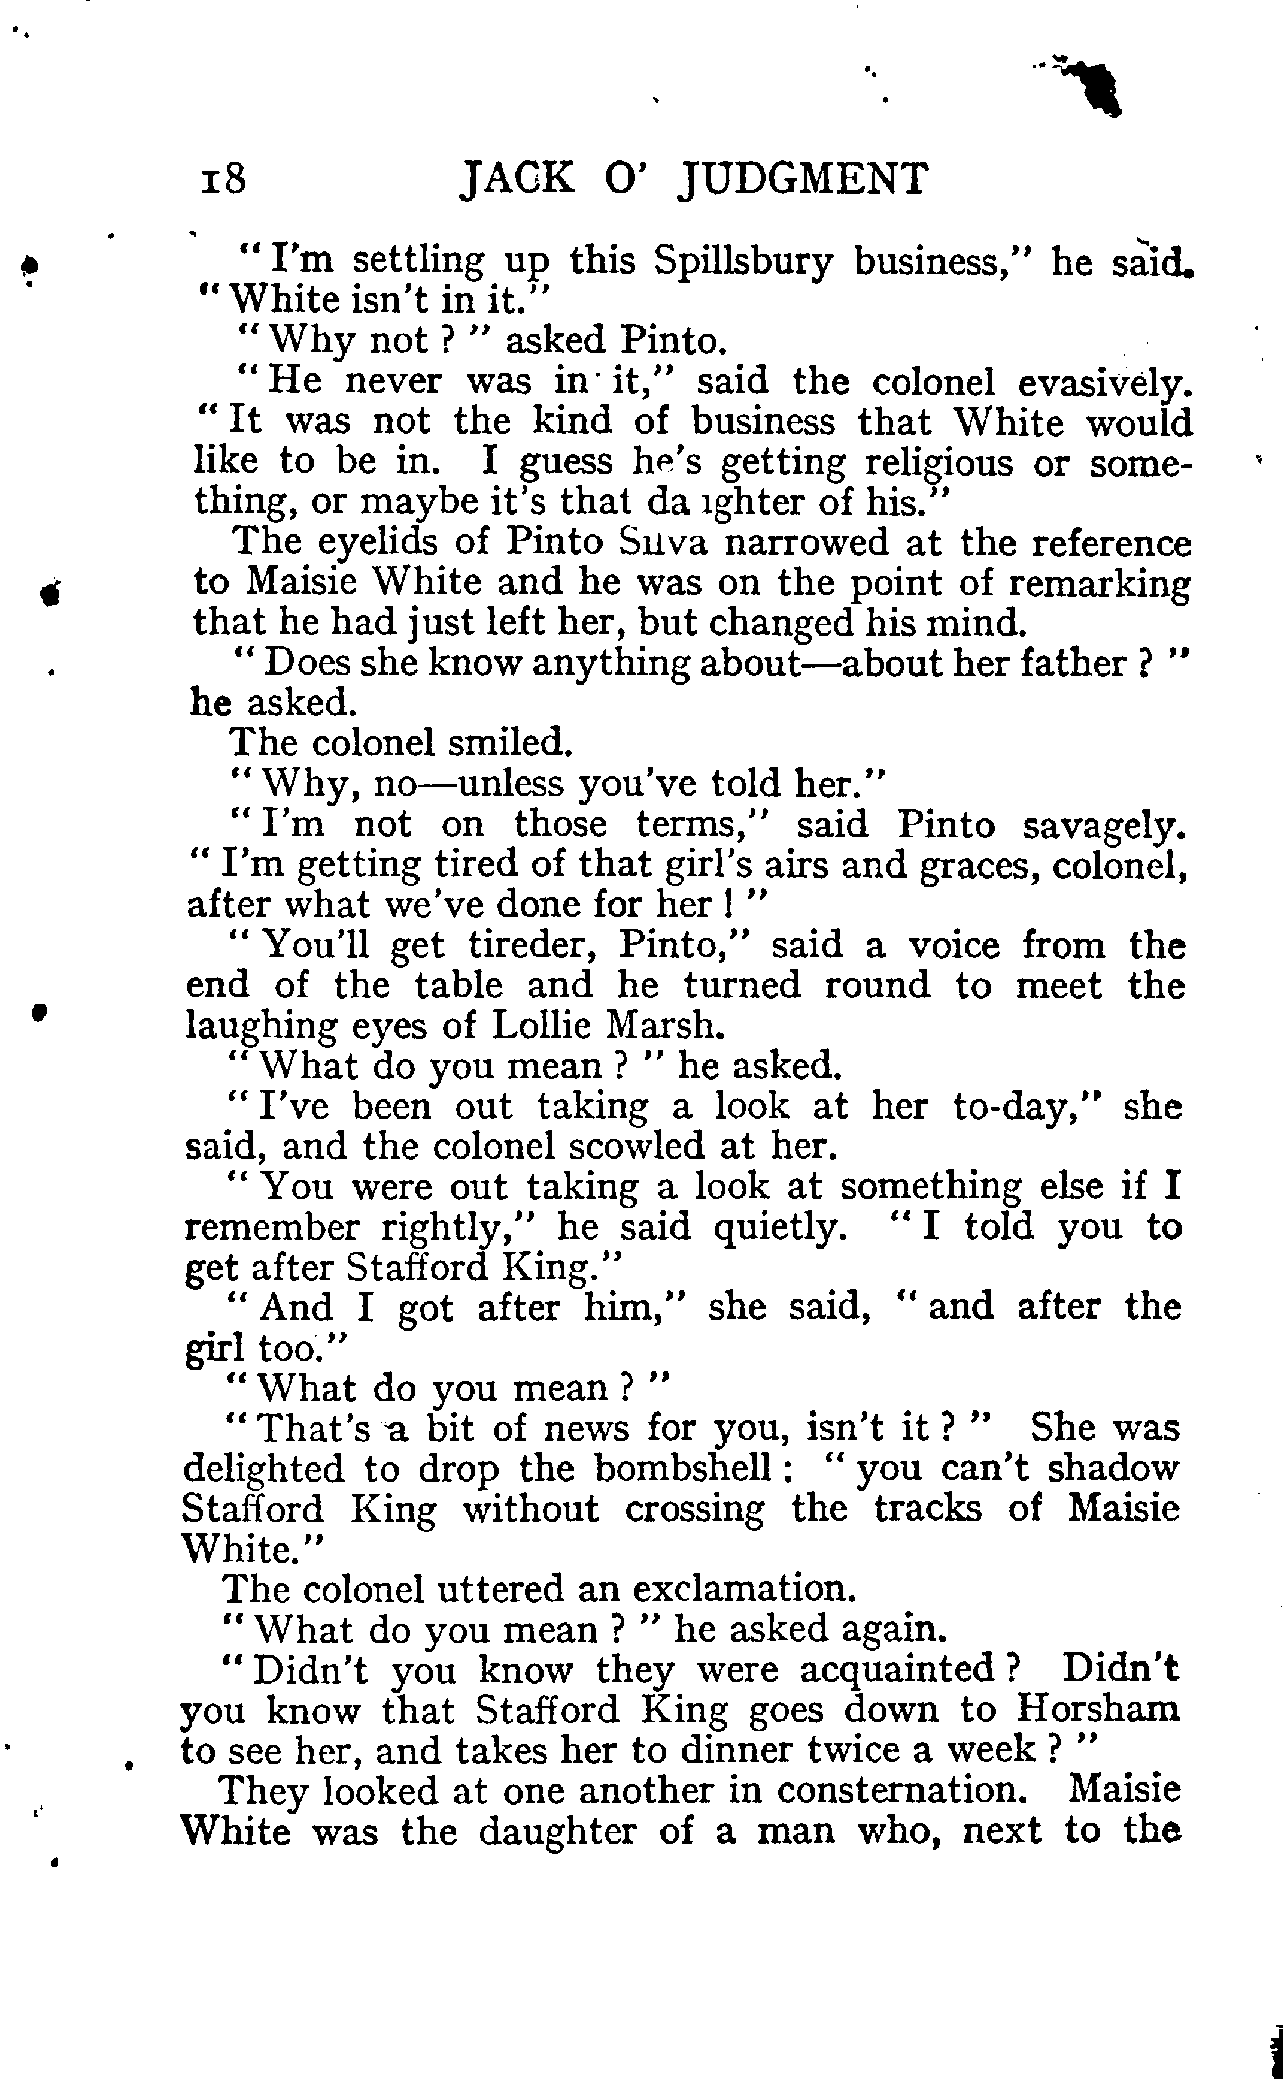 18 JACK O' JUDGMENT
"I'm settling up this Spillsbury business," he said.
"White isn't in it."
"Why not ?" asked Pinto.
"He never was in it," said the colonel evasively.
"It was not the kind of business that White would
like to be in. I guess he's getting religious or some-
thing, or maybe it's that daughter of his."
The eyelids of Pinto Silva narrowed at the reference
to Maisie White and he was on the point of remarking
that he had just left her, but changed his mind.
"Does she know anything about—about her father ?"
he asked.
The colonel smiled.
"Why, no—unless you've told her."
"I'm not on those terms," said Pinto savagely.
"I'm getting tired of that girl's airs and graces, colonel,
after what we've done for her !"
"You'll get tireder, Pinto," said a voice from the
end of the table and he turned round to meet the
laughing eyes of Lollie Marsh.
"What do you mean ?" he asked.
"I've been out taking a look at her to-day," she
said, and the colonel scowled at her.
"You were out taking a look at something else if I
remember rightly," he said quietly. "I told you to
get after Stafford King."
"And I got after him," she said, "and after the
girl too."
"What do you mean ?"
"That's a bit of news for you, isn't it ?" She was
delighted to drop the bombshell : "you can't shadow
Stafford King without crossing the tracks of Maisie
White."
The colonel uttered an exclamation.
"What do you mean ?" he asked again.
"Didn't you know they were acquainted ? Didn't
you know that Stafford King goes down to Horsham
to see her, and takes her to dinner twice a week ?"
They looked at one another in consternation. Maisie
White was the daughter of a man who, next to the